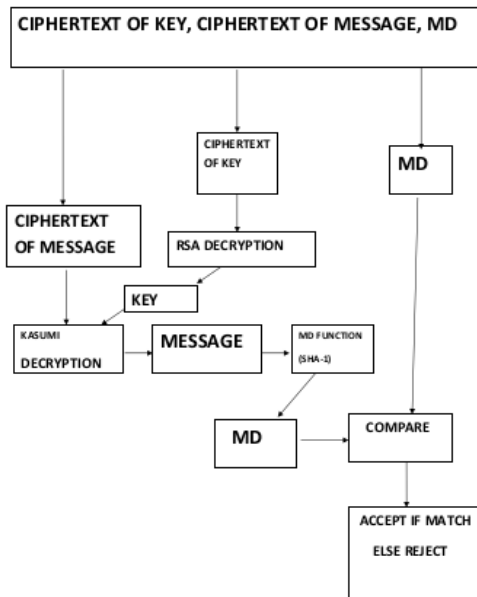 CIPHERTEXT OF KEY, CIPHERTEXT OF MESSAGE, MD
CIPHERTEXT
OF KEY
MD
CIPHERTEXT
OF MESSAGE
RSA DECRYPTION
KEY
KASUMI
DECRYPTION
MESSAGE
MD FUNCTION
(SHA-1)
MD
COMPARE
ACCEPT IF MATCH
ELSE REJECT